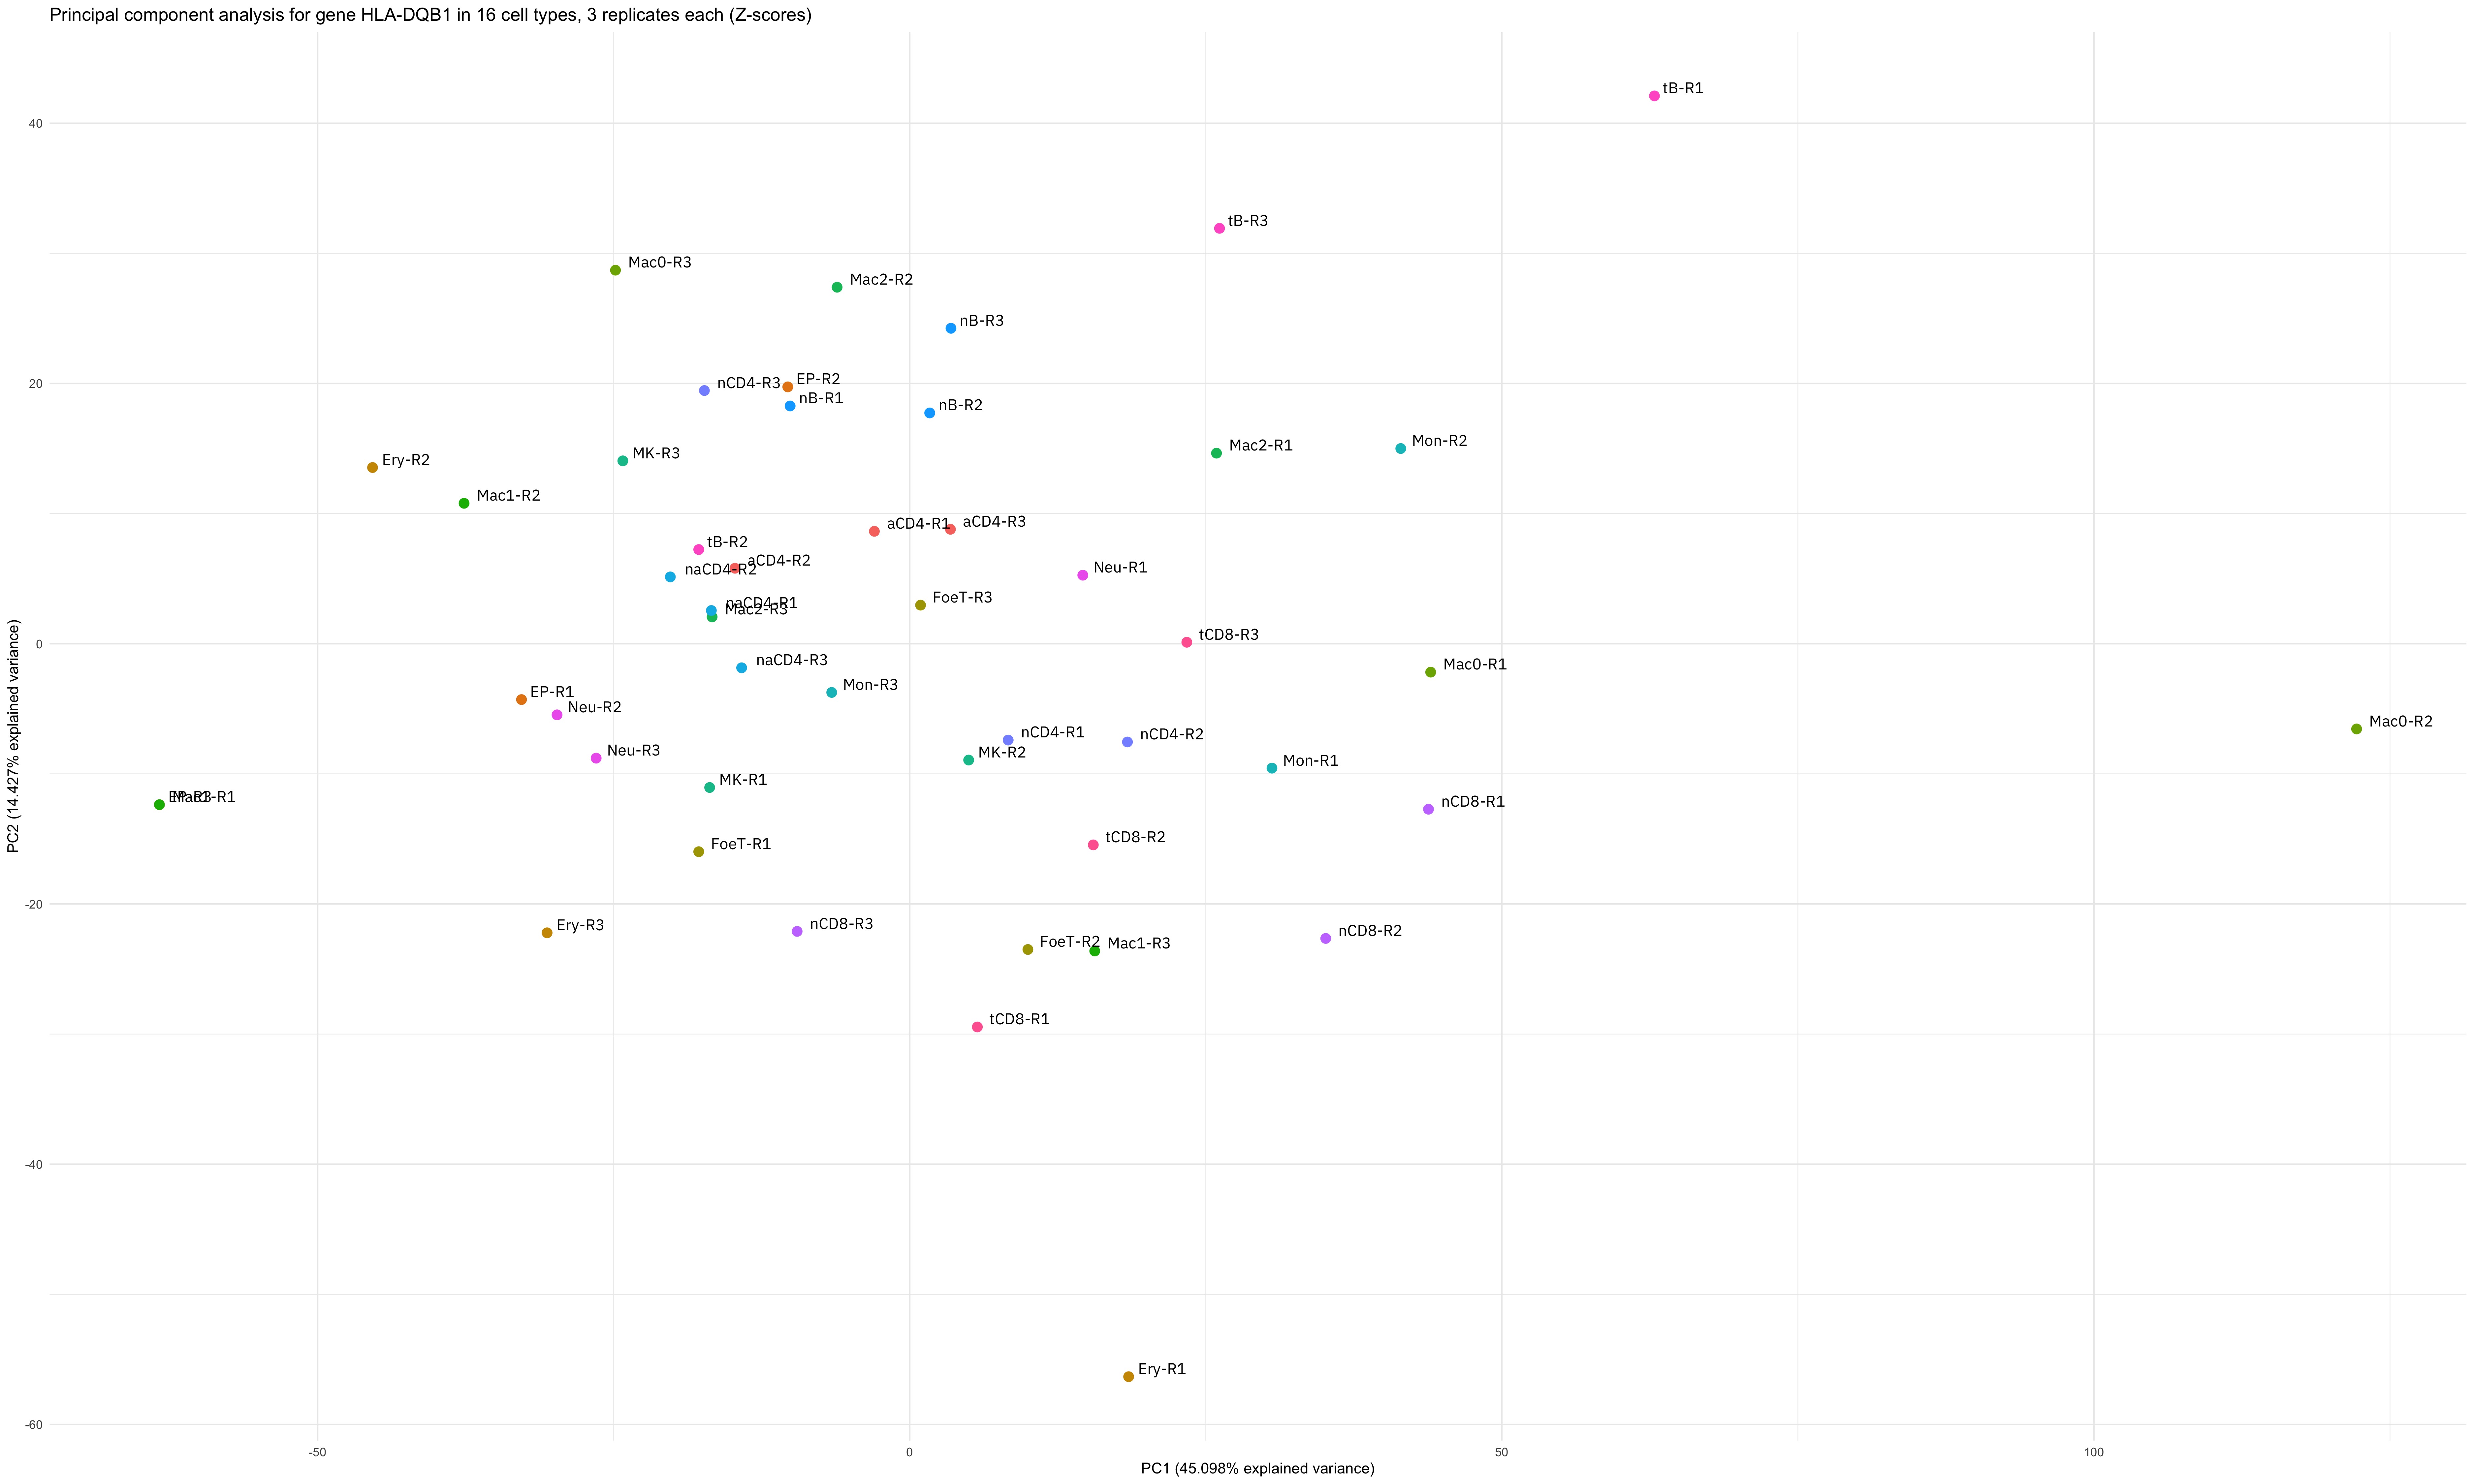 Principal component analysis for gene HLA-DQB1 in 16 cell types, 3 replicates each (Z-scores)
tB-R1
40
tB-R3
Mac0-R3
Mac2-R2
nB-R3
20
nCD4-R3
EP-R2
nB-R1
nB-R2
Mac2-R1
Mon-R2
MK-R3
Ery-R2
Mac1-R2
aCD4-R1
aCD4-R3
tB-R2
aCD4-R2
naCD4-R2
Neu-R1
FoeT-R3
naCD4-R1
Mac2-R3
0
tCD8-R3
naCD4-R3
Mac0-R1
Mon-R3
EP-R1
Neu-R2
Mac0-R2
nCD4-R1
nCD4-R2
Neu-R3
MK-R2
Mon-R1
MK-R1
EP-R3
Mac1-R1
nCD8-R1
tCD8-R2
FoeT-R1
-20
Ery-R3
nCD8-R3
nCD8-R2
FoeT-R2
Mac1-R3
tCD8-R1
-40
Ery-R1
-60
PC2 (14.427% explained variance)
-50
0
50
100
PC1 (45.098% explained variance)